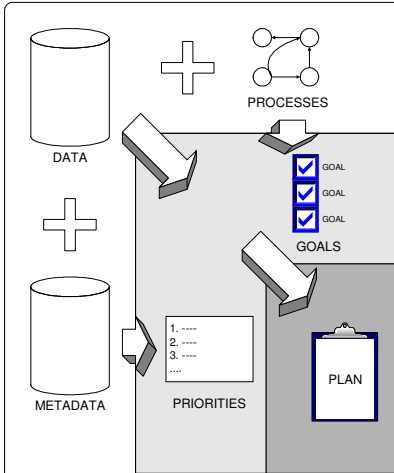 PROCESSES
DATA
GOAL
GOAL
GOAL
GOALS
METADATA
1. ----
2. ----
3. ----
....
PRIORITIES
PLAN